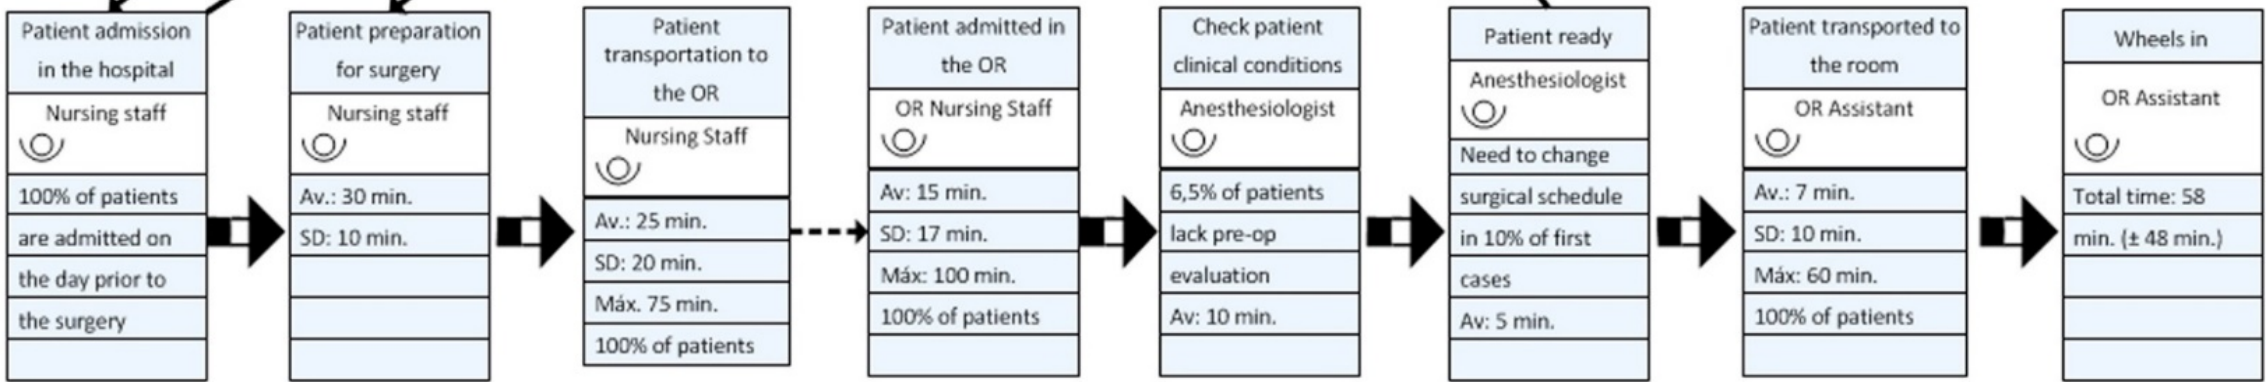 Patient admission
in the hospital
Nursing staff
100% of patients
are admitted on
the day prior to
the surgery
Patient preparation
for surgery
Nursing staff
Av.: 30 min.
SD: 10 min.
Patient
transportation to
the OR
Nursing Staff
Av.: 25 min.
SD: 20 min.
Máx. 75 min.
100% of patients
Patient admitted in
the OR
OR Nursing Staff
Av: 15 min.
SD: 17 min.
Máx: 100 min.
100% of patients
Check patient
clinical conditions
Anesthesiologist
6,5% of patients
lack pre-op
evaluation
Av: 10 min.
Patient ready
Anesthesiologist
Need to change
surgical schedule
in 10% of first
cases
Av: 5 min.
Patient transported to
the room
OR Assistant
Av.: 7 min.
SD: 10 min.
Máx: 60 min.
100% of patients
Wheels in
OR Assistant
Total time: 58
min. (± 48 min.)